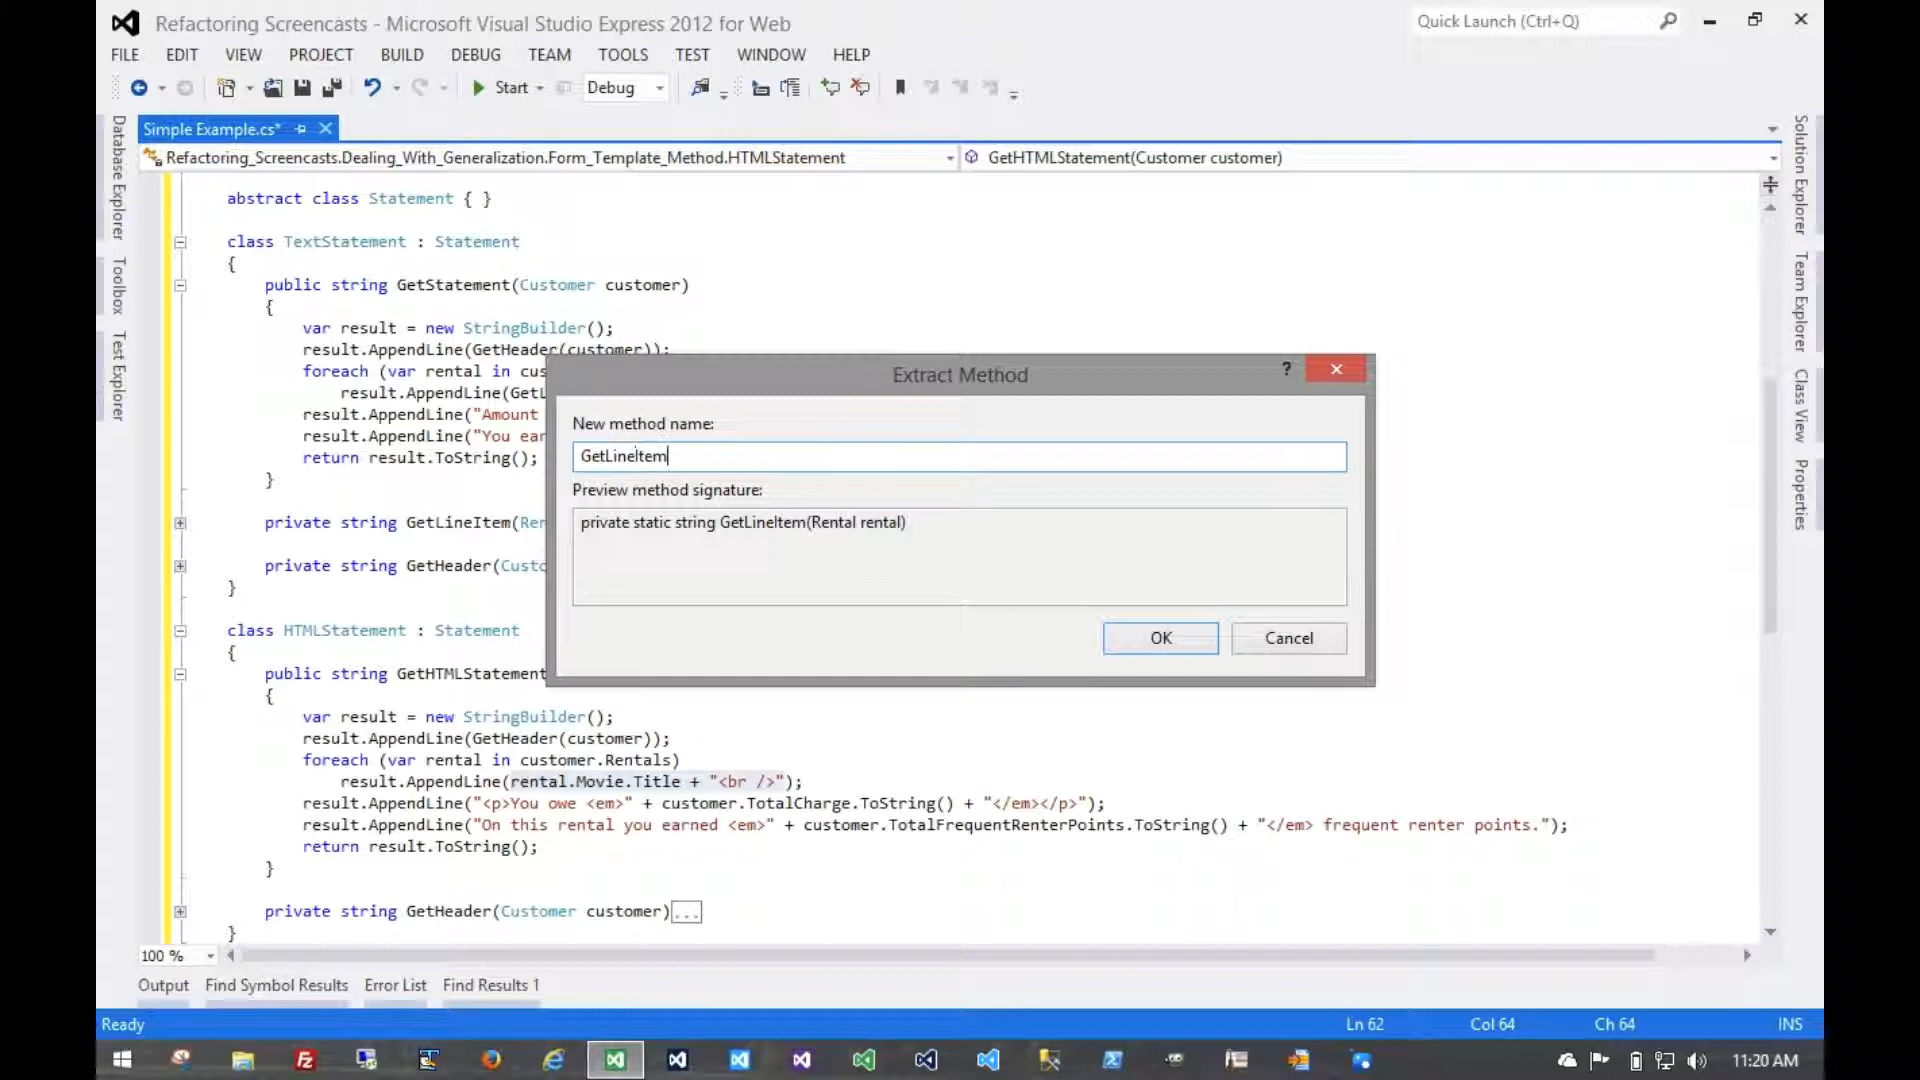 Refactoring Screencasts - Microsoft Visual Studio Express 2012 for Web
Quick Launch (Ctrl+Q)
FILE EDIT VIEW PROJECT BUILD DEBUG TEAM TOOLS TEST WINDOW HELP
Start Debug
Simple Example.cs*
Refactoring_Screencasts.Dealing_With_Generalization.Form_Template_Method.HTMLStatement
GetHTMLStatement(Customer customer)
Database Explorer
Toolbox
Test Explorer
Solution Explorer
Team Explorer
Class View
Properties
abstract class Statement { }
class TextStatement : Statement
{
public string GetStatement(Customer customer)
{
var result = new StringBuilder();
result.AppendLine(GetHeader(customer));
foreach (var rental in cus
result.AppendLine(GetL
result.AppendLine("Amount
result.AppendLine("You ear
return result.ToString();
}
private string GetLineItem(Ren
private string GetHeader(Custo
}
class HTMLStatement : Statement
{
public string GetHTMLStatement
{
var result = new StringBuilder();
result.AppendLine(GetHeader(customer));
foreach (var rental in customer.Rentals)
result.AppendLine(rental.Movie.Title + "<br />");
result.AppendLine("<p>You owe <em>" + customer.TotalCharge.ToString() + "</em></p>");
result.AppendLine("On this rental you earned <em>" + customer.TotalFrequentRenterPoints.ToString() + "</em> frequent renter points.");
return result.ToString();
}
private string GetHeader(Customer customer)...
}
Extract Method
?
New method name:
GetLineItem
Preview method signature:
private static string GetLineItem(Rental rental)
OK Cancel
100 %
Output Find Symbol Results Error List Find Results 1
Ready Ln 62 Col 64 Ch 64 INS
11:20 AM